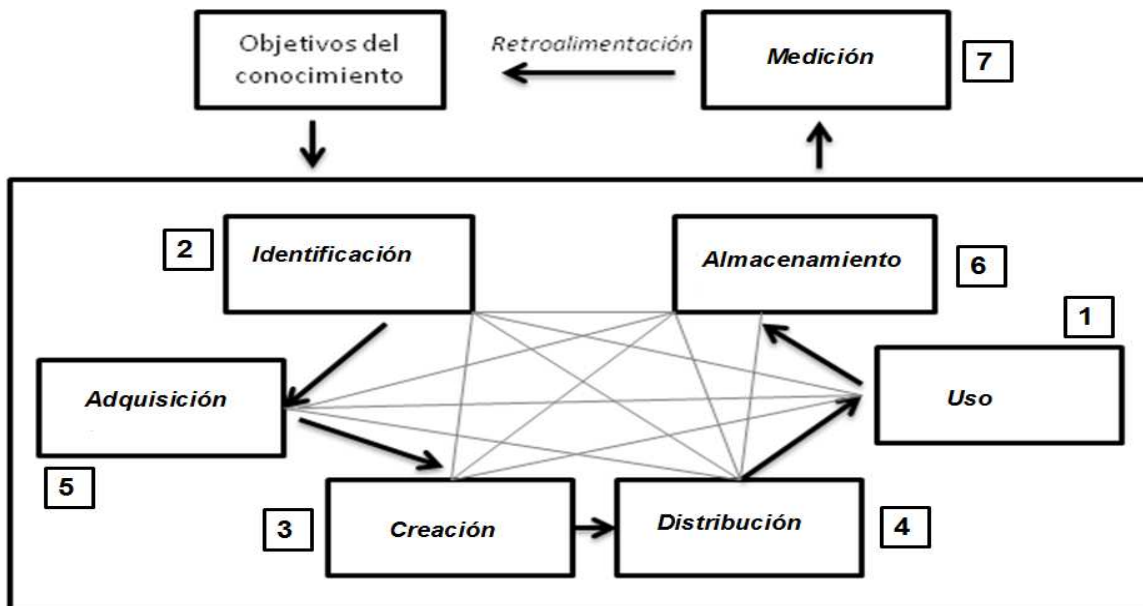 Objetivos del
conocimiento
Retroalimentación
Medición
7
2
Identificación
Almacenamiento
6
1
Adquisición
Uso
5
3
Creación
Distribución
4